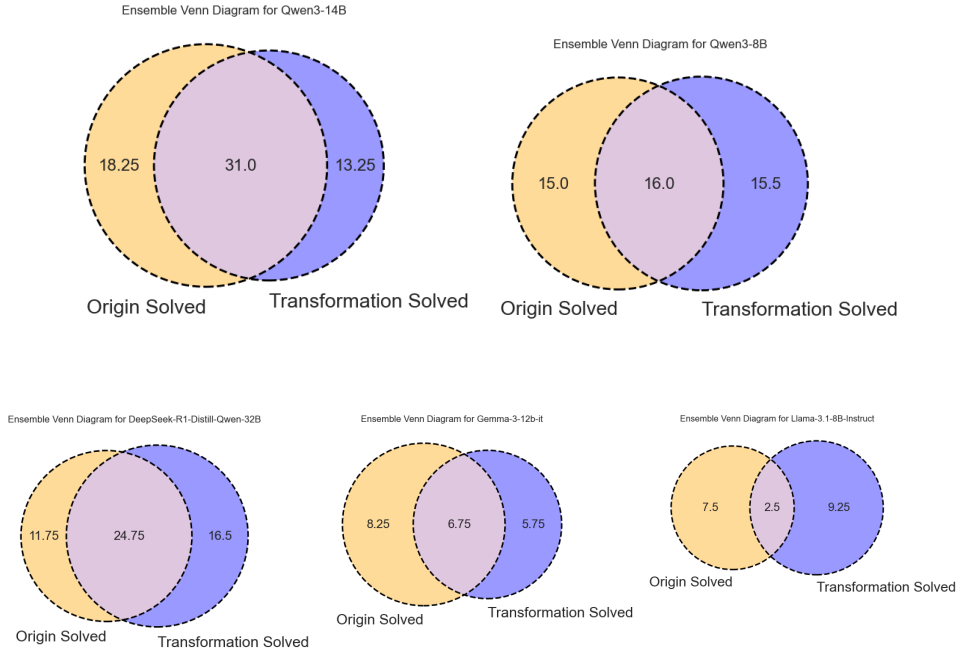 Ensemble Venn Diagram for Qwen3-14B
18.25
31.0
13.25
Origin Solved
Transformation Solved
Ensemble Venn Diagram for Qwen3-8B
15.0
16.0
15.5
Origin Solved
Transformation Solved
Ensemble Venn Diagram for DeepSeek-R1-Distill-Qwen-32B
11.75
24.75
16.5
Origin Solved
Transformation Solved
Ensemble Venn Diagram for Gemma-3-12b-it
8.25
6.75
5.75
Origin Solved
Transformation Solved
Ensemble Venn Diagram for Llama-3.1-8B-Instruct
7.5
2.5
9.25
Origin Solved
Transformation Solved